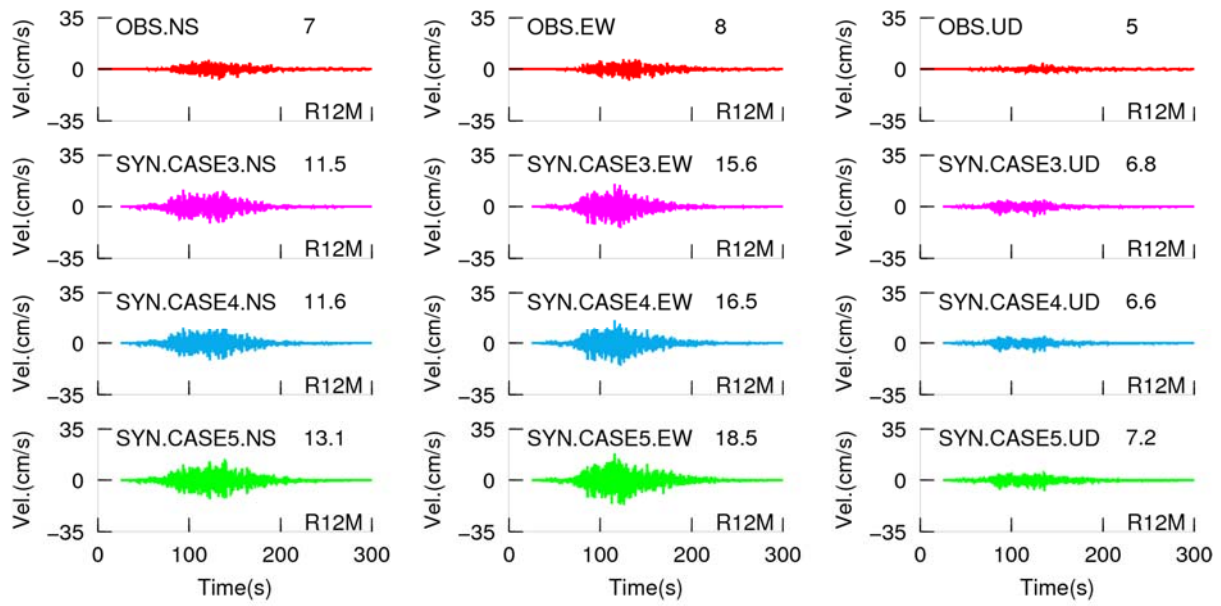 35 OBS.NS 7
Vel.(cm/s) 0
−35 R12M
35 OBS.EW 8
Vel.(cm/s) 0
−35 R12M
35 OBS.UD 5
Vel.(cm/s) 0
−35 R12M
35 SYN.CASE3.NS 11.5
Vel.(cm/s) 0
−35 R12M
35 SYN.CASE3.EW 15.6
Vel.(cm/s) 0
−35 R12M
35 SYN.CASE3.UD 6.8
Vel.(cm/s) 0
−35 R12M
35 SYN.CASE4.NS 11.6
Vel.(cm/s) 0
−35 R12M
35 SYN.CASE4.EW 16.5
Vel.(cm/s) 0
−35 R12M
35 SYN.CASE4.UD 6.6
Vel.(cm/s) 0
−35 R12M
35 SYN.CASE5.NS 13.1
Vel.(cm/s) 0
−35 R12M
0 100 200 300
Time(s)
35 SYN.CASE5.EW 18.5
Vel.(cm/s) 0
−35 R12M
0 100 200 300
Time(s)
35 SYN.CASE5.UD 7.2
Vel.(cm/s) 0
−35 R12M
0 100 200 300
Time(s)